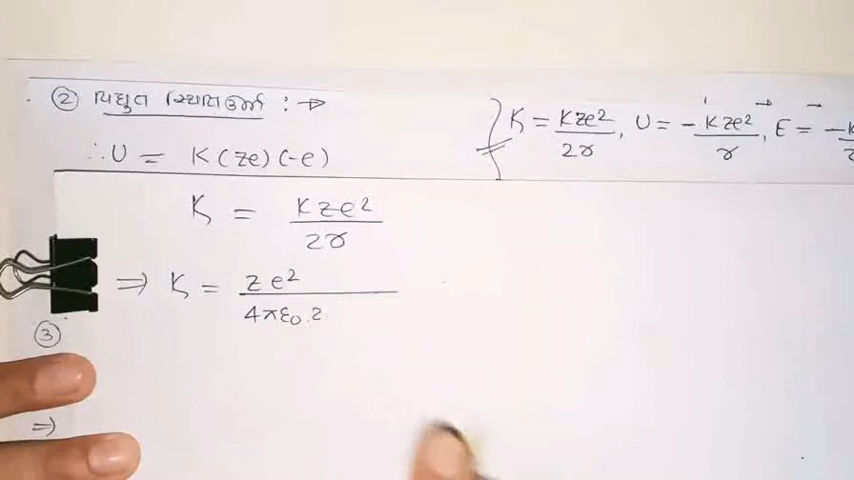 ② વિદ્યુત સ્થિતિઊર્જા :→
K = Kze²/2r, U = -Kze²/r, E = -K
∴ U = K(ze)(-e)
K = Kze²/2r
⇒ K = ze²/4πε₀.2
③
⇒